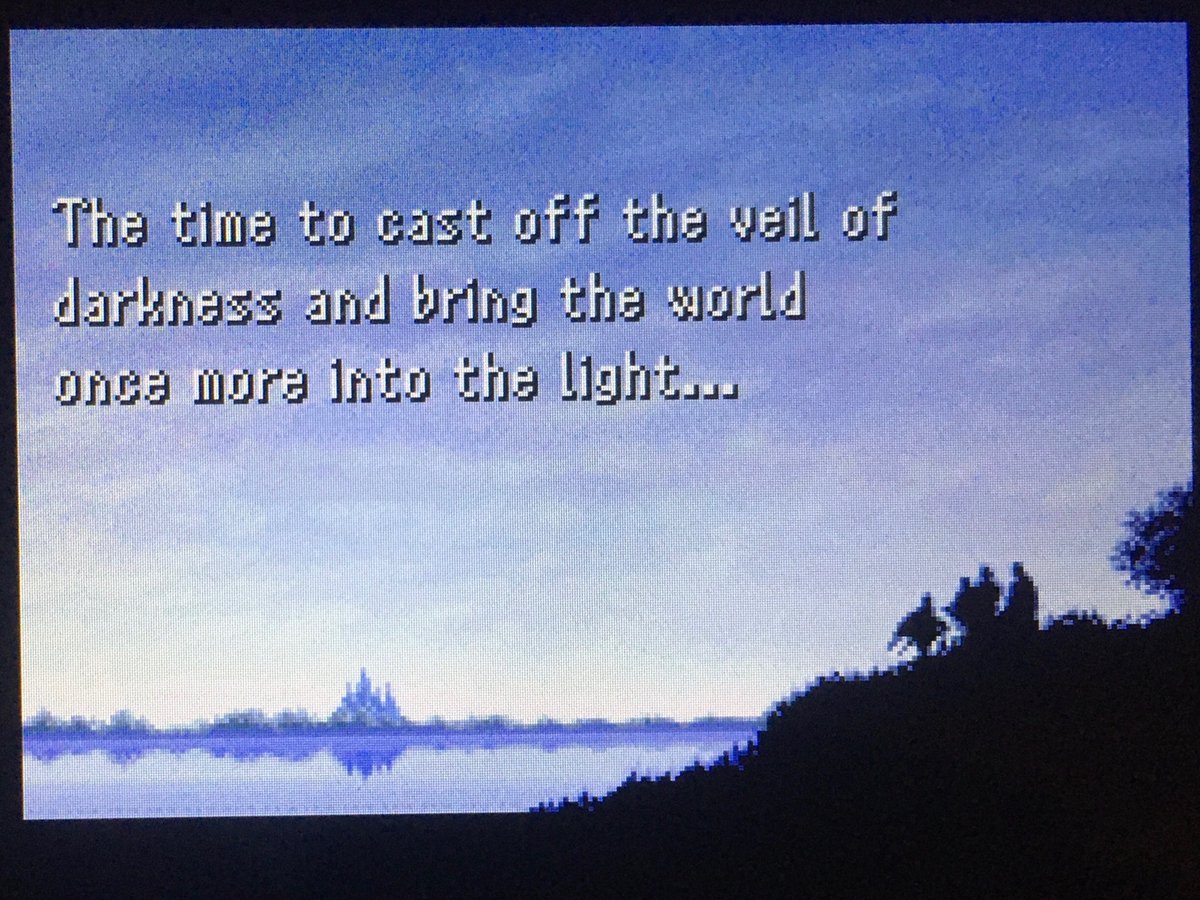 The time to cast off the veil of
darkness and bring the world
once more into the light...